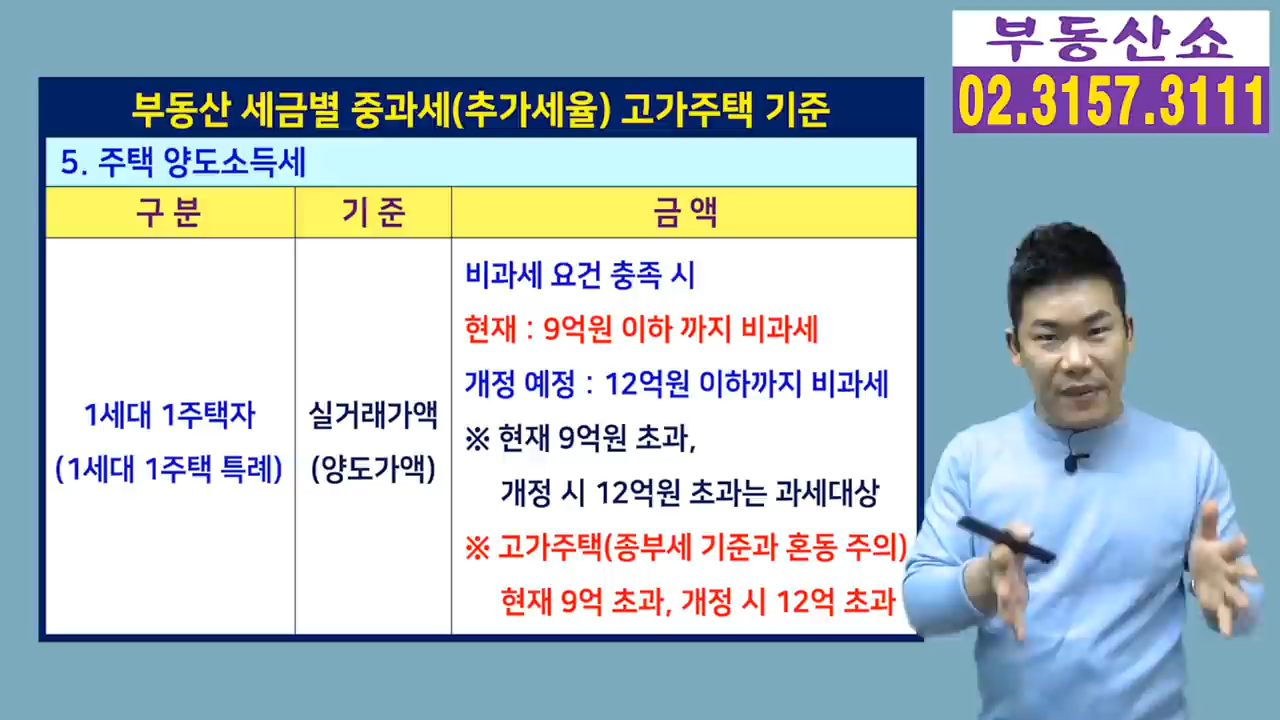 부동산쇼
02.3157.3111
부동산 세금별 중과세(추가세율) 고가주택 기준
5. 주택 양도소득세
구 분
기 준
금 액
1세대 1주택자
(1세대 1주택 특례)
실거래가액
(양도가액)
비과세 요건 충족 시
현재 : 9억원 이하 까지 비과세
개정 예정 : 12억원 이하까지 비과세
※ 현재 9억원 초과,
개정 시 12억원 초과는 과세대상
※ 고가주택(종부세 기준과 혼동 주의)
현재 9억 초과, 개정 시 12억 초과